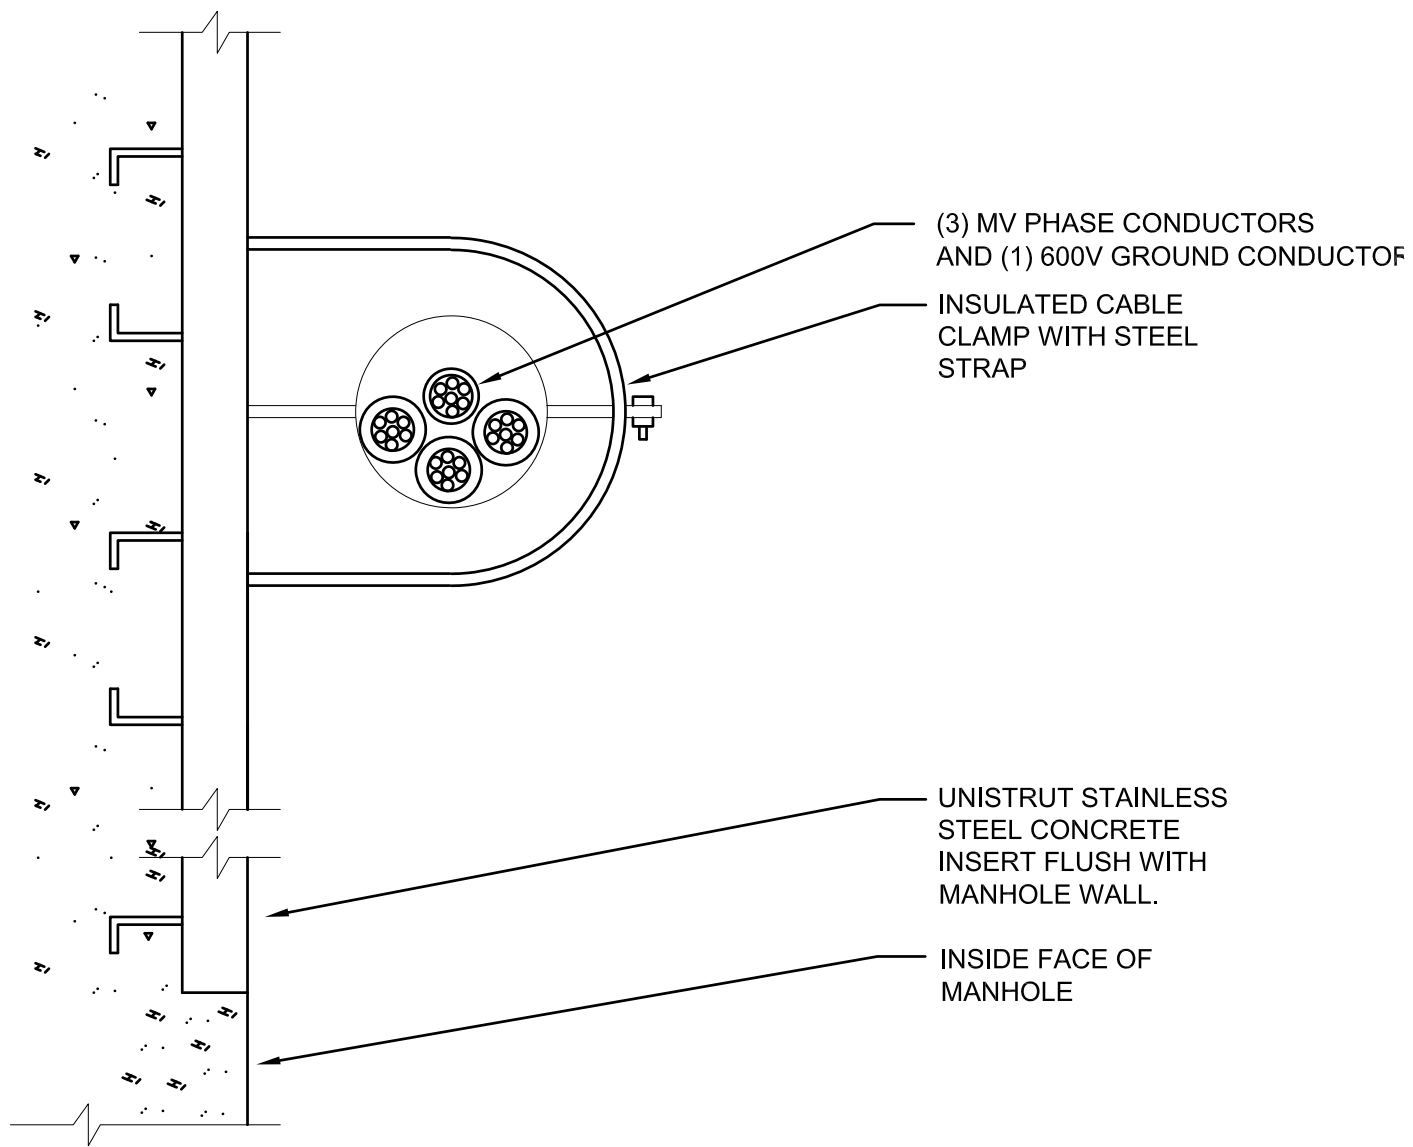 (3) MV PHASE CONDUCTORS
AND (1) 600V GROUND CONDUCTOR
INSULATED CABLE
CLAMP WITH STEEL
STRAP
UNISTRUT STAINLESS
STEEL CONCRETE
INSERT FLUSH WITH
MANHOLE WALL.
INSIDE FACE OF
MANHOLE